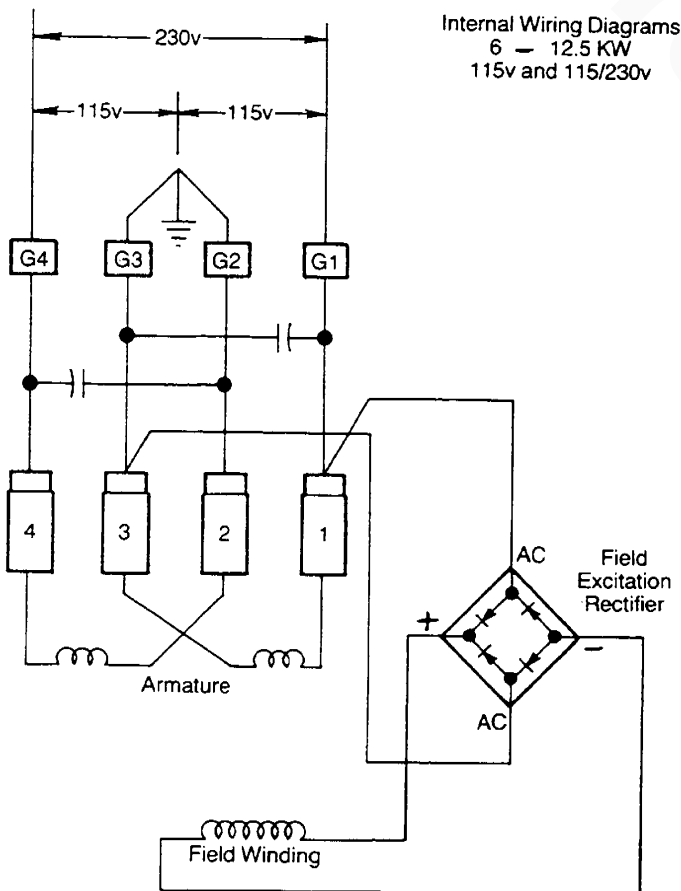 Internal Wiring Diagrams
6 — 12.5 KW
115v and 115/230v
230v
115v
115v
G4
G3
G2
G1
4
3
2
1
AC
Field
Excitation
Rectifier
+
-
AC
Armature
Field Winding